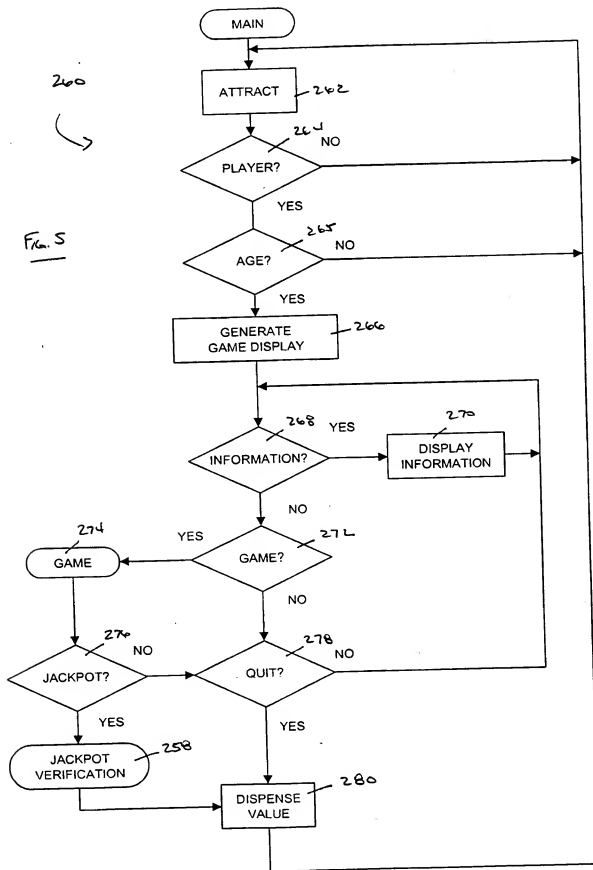 MAIN
260
ATTRACT
262
264
NO
PLAYER?
YES
FIG. 5
265
NO
AGE?
YES
GENERATE
GAME DISPLAY
266
268
YES
270
INFORMATION?
DISPLAY
INFORMATION
NO
274
YES
272
GAME
GAME?
NO
276
NO
278
NO
JACKPOT?
QUIT?
YES
YES
258
JACKPOT
VERIFICATION
280
DISPENSE
VALUE